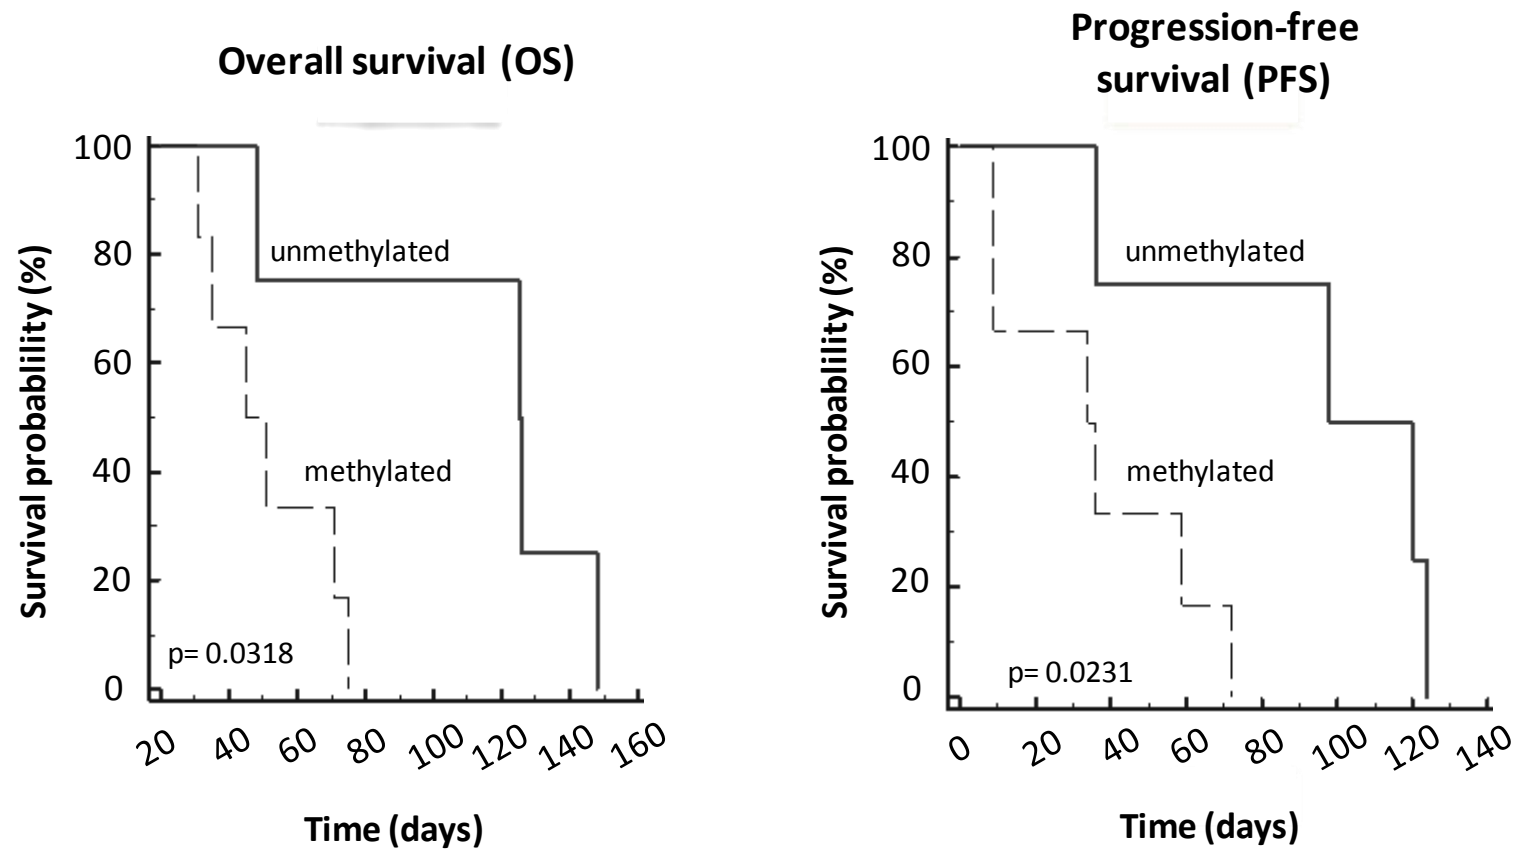 Overall survival (OS)
Survival probablility (%)
100
80
60
40
20
0
unmethylated
methylated
p= 0.0318
20 40 60 80 100 120 140 160
Time (days)
Progression-free
survival (PFS)
Survival probablility (%)
100
80
60
40
20
0
unmethylated
methylated
p= 0.0231
0 20 40 60 80 100 120 140
Time (days)